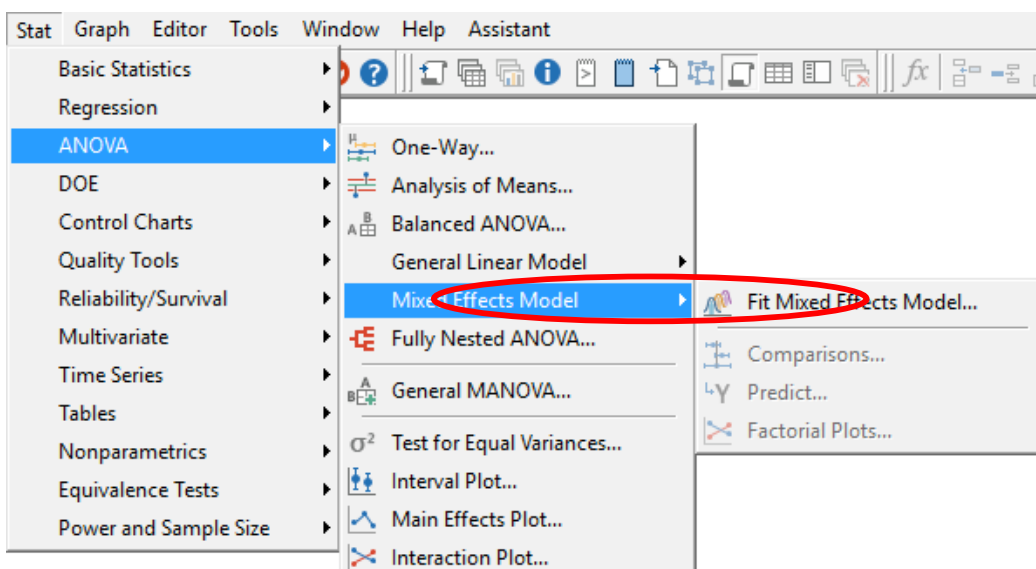 Stat Graph Editor Tools Window Help Assistant
Basic Statistics
Regression
ANOVA
DOE
Control Charts
Quality Tools
Reliability/Survival
Multivariate
Time Series
Tables
Nonparametrics
Equivalence Tests
Power and Sample Size
fx
One-Way...
Analysis of Means...
Balanced ANOVA...
General Linear Model
Mixed Effects Model
Fully Nested ANOVA...
General MANOVA...
σ² Test for Equal Variances...
Interval Plot...
Main Effects Plot...
Interaction Plot...
Fit Mixed Effects Model...
Comparisons...
Predict...
Factorial Plots...